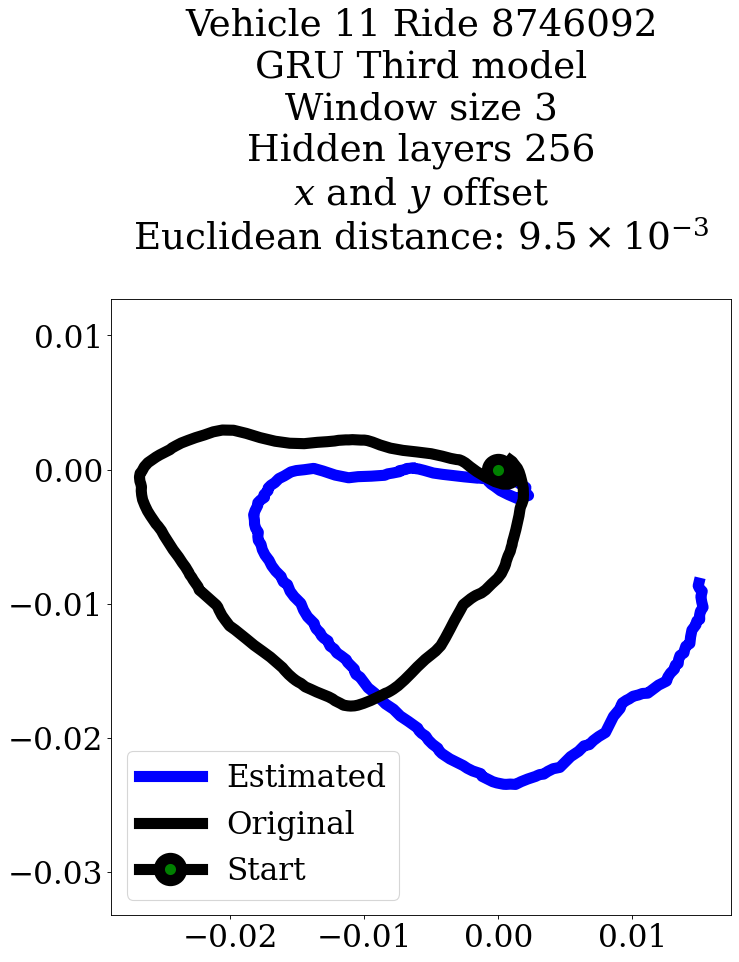 Vehicle 11 Ride 8746092
GRU Third model
Window size 3
Hidden layers 256
x and y offset
Euclidean distance: 9.5 × 10⁻³
0.01
0.00
−0.01
−0.02
−0.03
Estimated
Original
Start
−0.02 −0.01 0.00 0.01